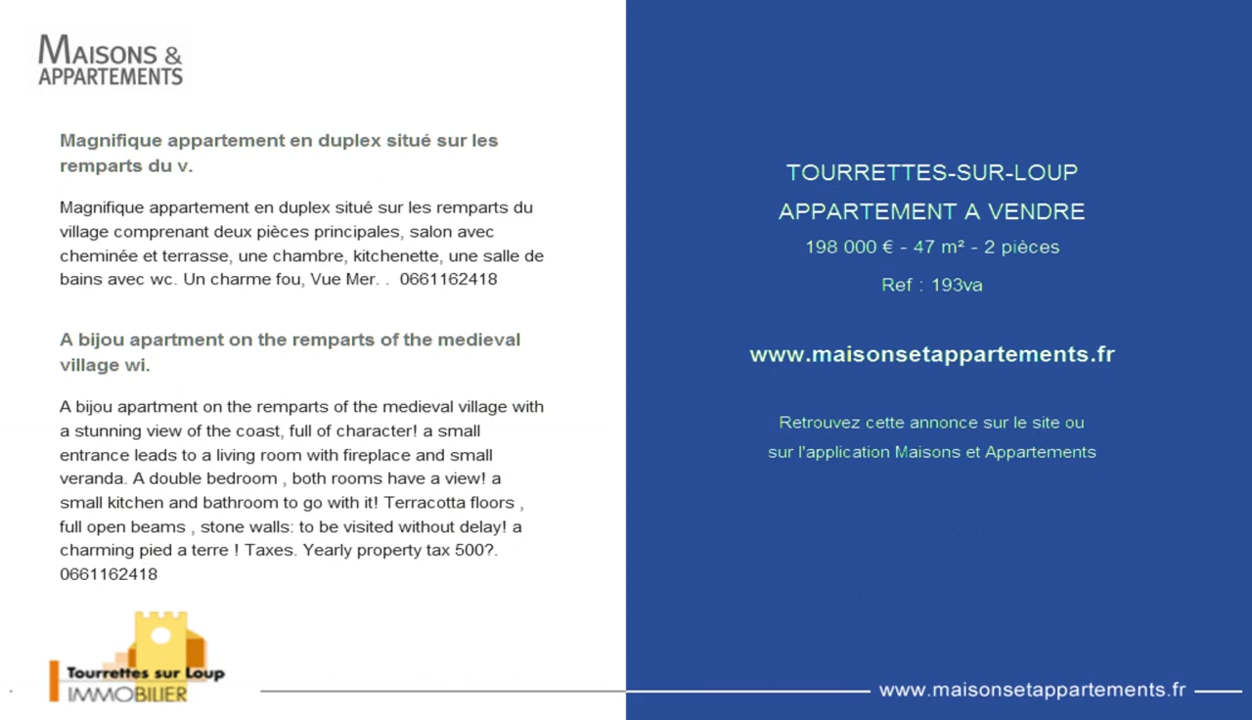 MAISONS &
APPARTEMENTS
Magnifique appartement en duplex situé sur les
remparts du v.
Magnifique appartement en duplex situé sur les remparts du
village comprenant deux pièces principales, salon avec
cheminée et terrasse, une chambre, kitchenette, une salle de
bains avec wc. Un charme fou, Vue Mer. .  0661162418
A bijou apartment on the remparts of the medieval
village wi.
A bijou apartment on the remparts of the medieval village with
a stunning view of the coast, full of character! a small
entrance leads to a living room with fireplace and small
veranda. A double bedroom , both rooms have a view! a
small kitchen and bathroom to go with it! Terracotta floors ,
full open beams , stone walls: to be visited without delay! a
charming pied a terre ! Taxes. Yearly property tax 500?.
0661162418
Tourrettes sur Loup
IMMOBILIER
TOURRETTES-SUR-LOUP
APPARTEMENT A VENDRE
198 000 € - 47 m² - 2 pièces
Ref : 193va
www.maisonsetappartements.fr
Retrouvez cette annonce sur le site ou
sur l'application Maisons et Appartements
www.maisonsetappartements.fr